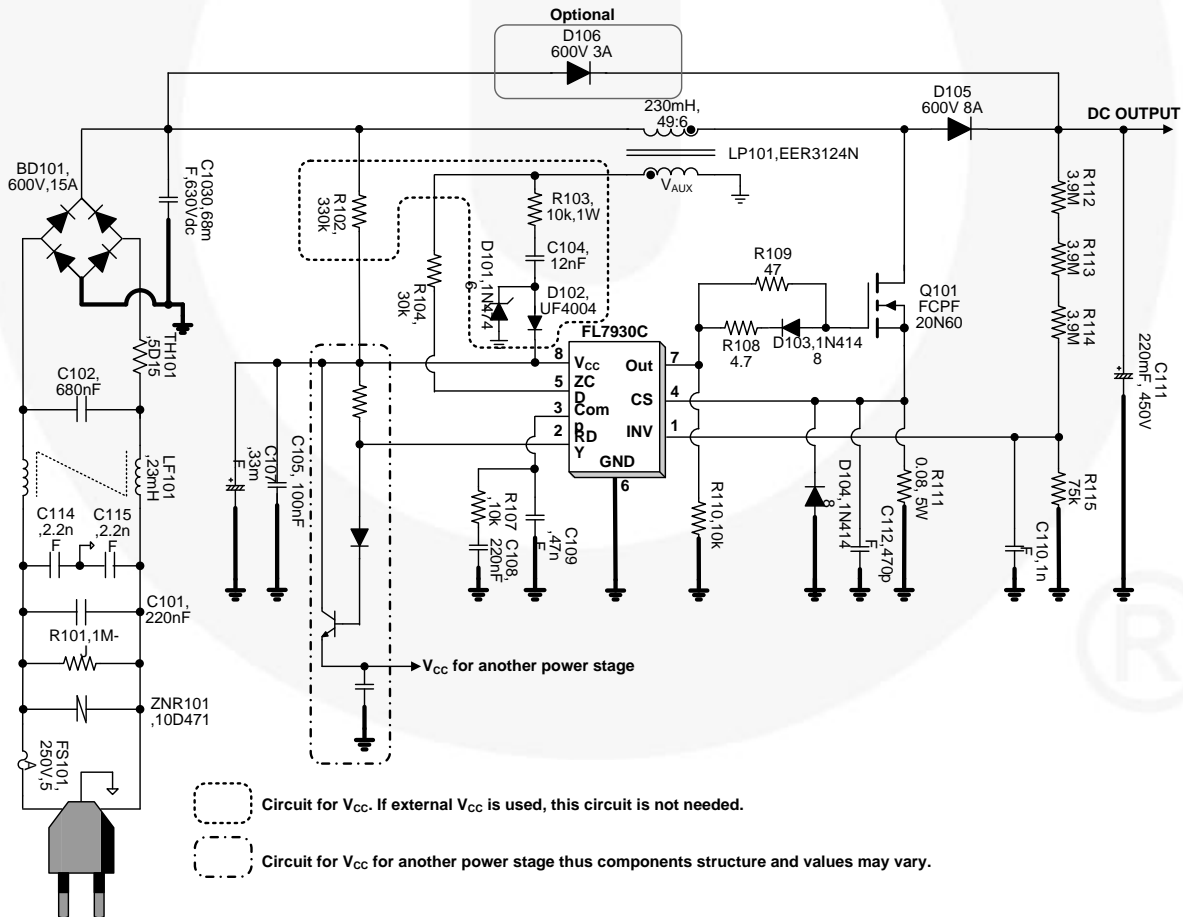 Optional
D106
600V 3A
D105
600V 8A
DC OUTPUT
230mH,
49:6
LP101,EER3124N
VAUX
BD101,
600V,15A
C1030,68m
F,630Vdc
R102,
330k
R103,
10k,1W
C104,
12nF
D101,1N474
6
D102,
UF4004
R104,
30k
R109
47
R108
4.7
D103,1N414
8
Q101
FCPF
20N60
R112
3.9M
R113
3.9M
R114
3.9M
C111
220mF, 450V
TH101
,5D15
C102,
680nF
FL7930C
8
VCC
5
ZC
D
3
Com
p
2
RD
Y
GND
6
Out
7
CS
4
INV
1
LF101
,23mH
C114
,2.2n
F
C115
,2.2n
F
C107
,33m
F
C105, 100nF
R107
,10k
C108,
220nF
C109
,47n
F
R110,10k
D104,1N414
8
C112,470p
F
R111
0.08, 5W
C110,1n
F
R115
75k
C101,
220nF
R101,1M-
J
ZNR101
,10D471
FS101,
250V,5
A
VCC for another power stage
Circuit for VCC. If external VCC is used, this circuit is not needed.
Circuit for VCC for another power stage thus components structure and values may vary.
®